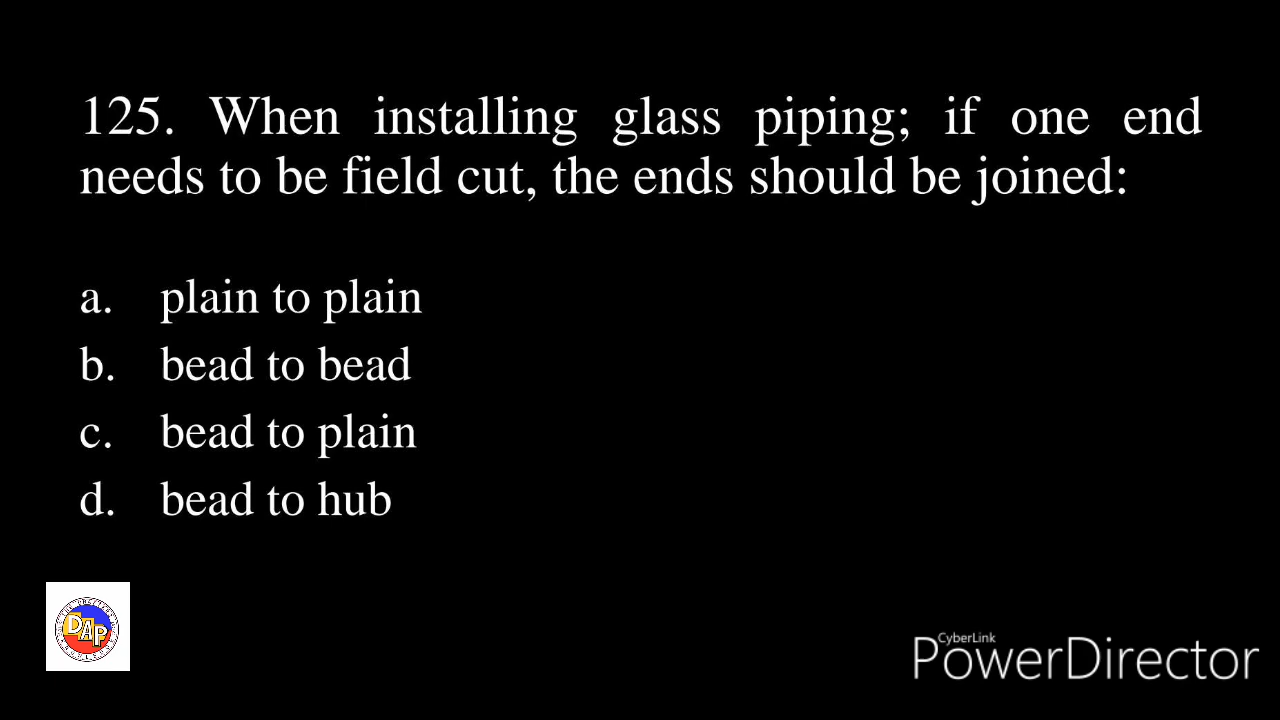 125. When installing glass piping; if one end
needs to be field cut, the ends should be joined:
a. plain to plain
b. bead to bead
c. bead to plain
d. bead to hub
DAP
CyberLink
PowerDirector